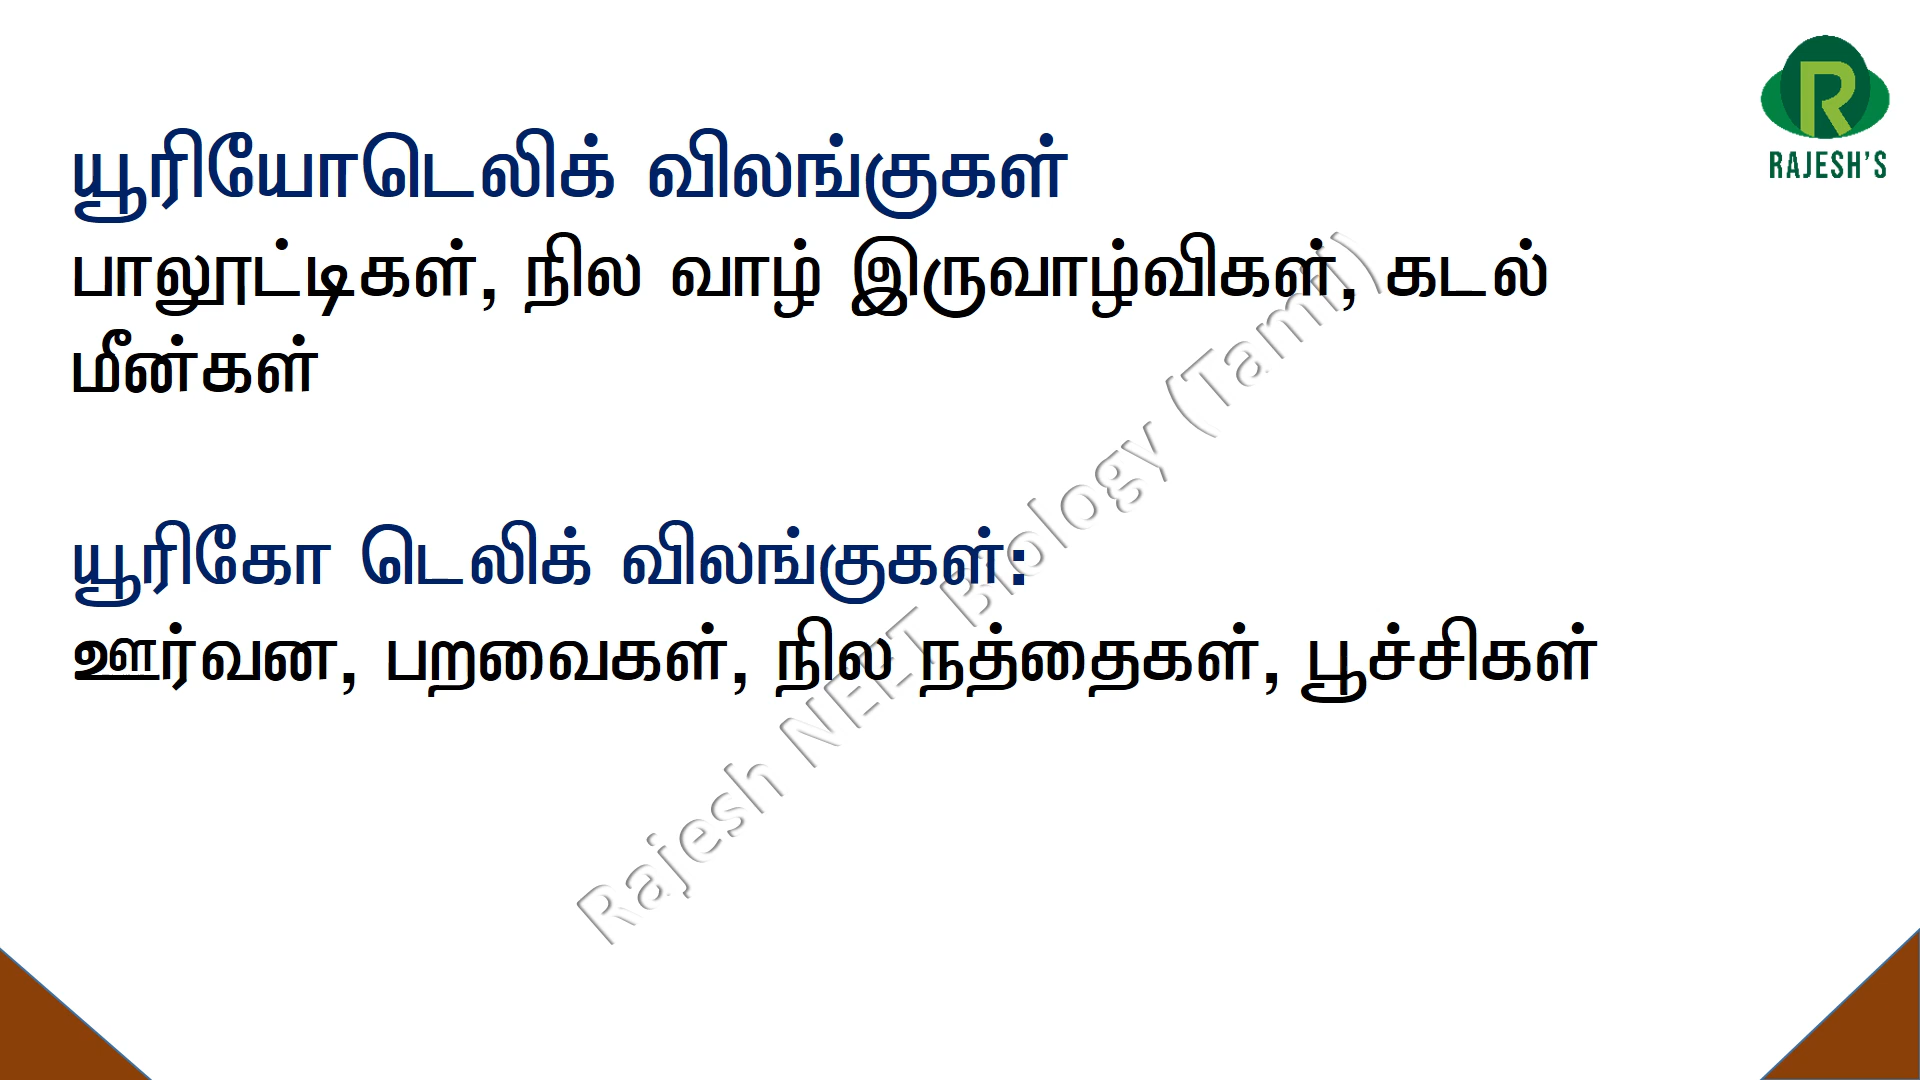 RAJESH'S
யூரியோடெலிக் விலங்குகள்
பாலூட்டிகள், நில வாழ் இருவாழ்விகள், கடல்
மீன்கள்
யூரிகோ டெலிக் விலங்குகள்:
ஊர்வன, பறவைகள், நில நத்தைகள், பூச்சிகள்
Rajesh NEET Biology (Tamil)